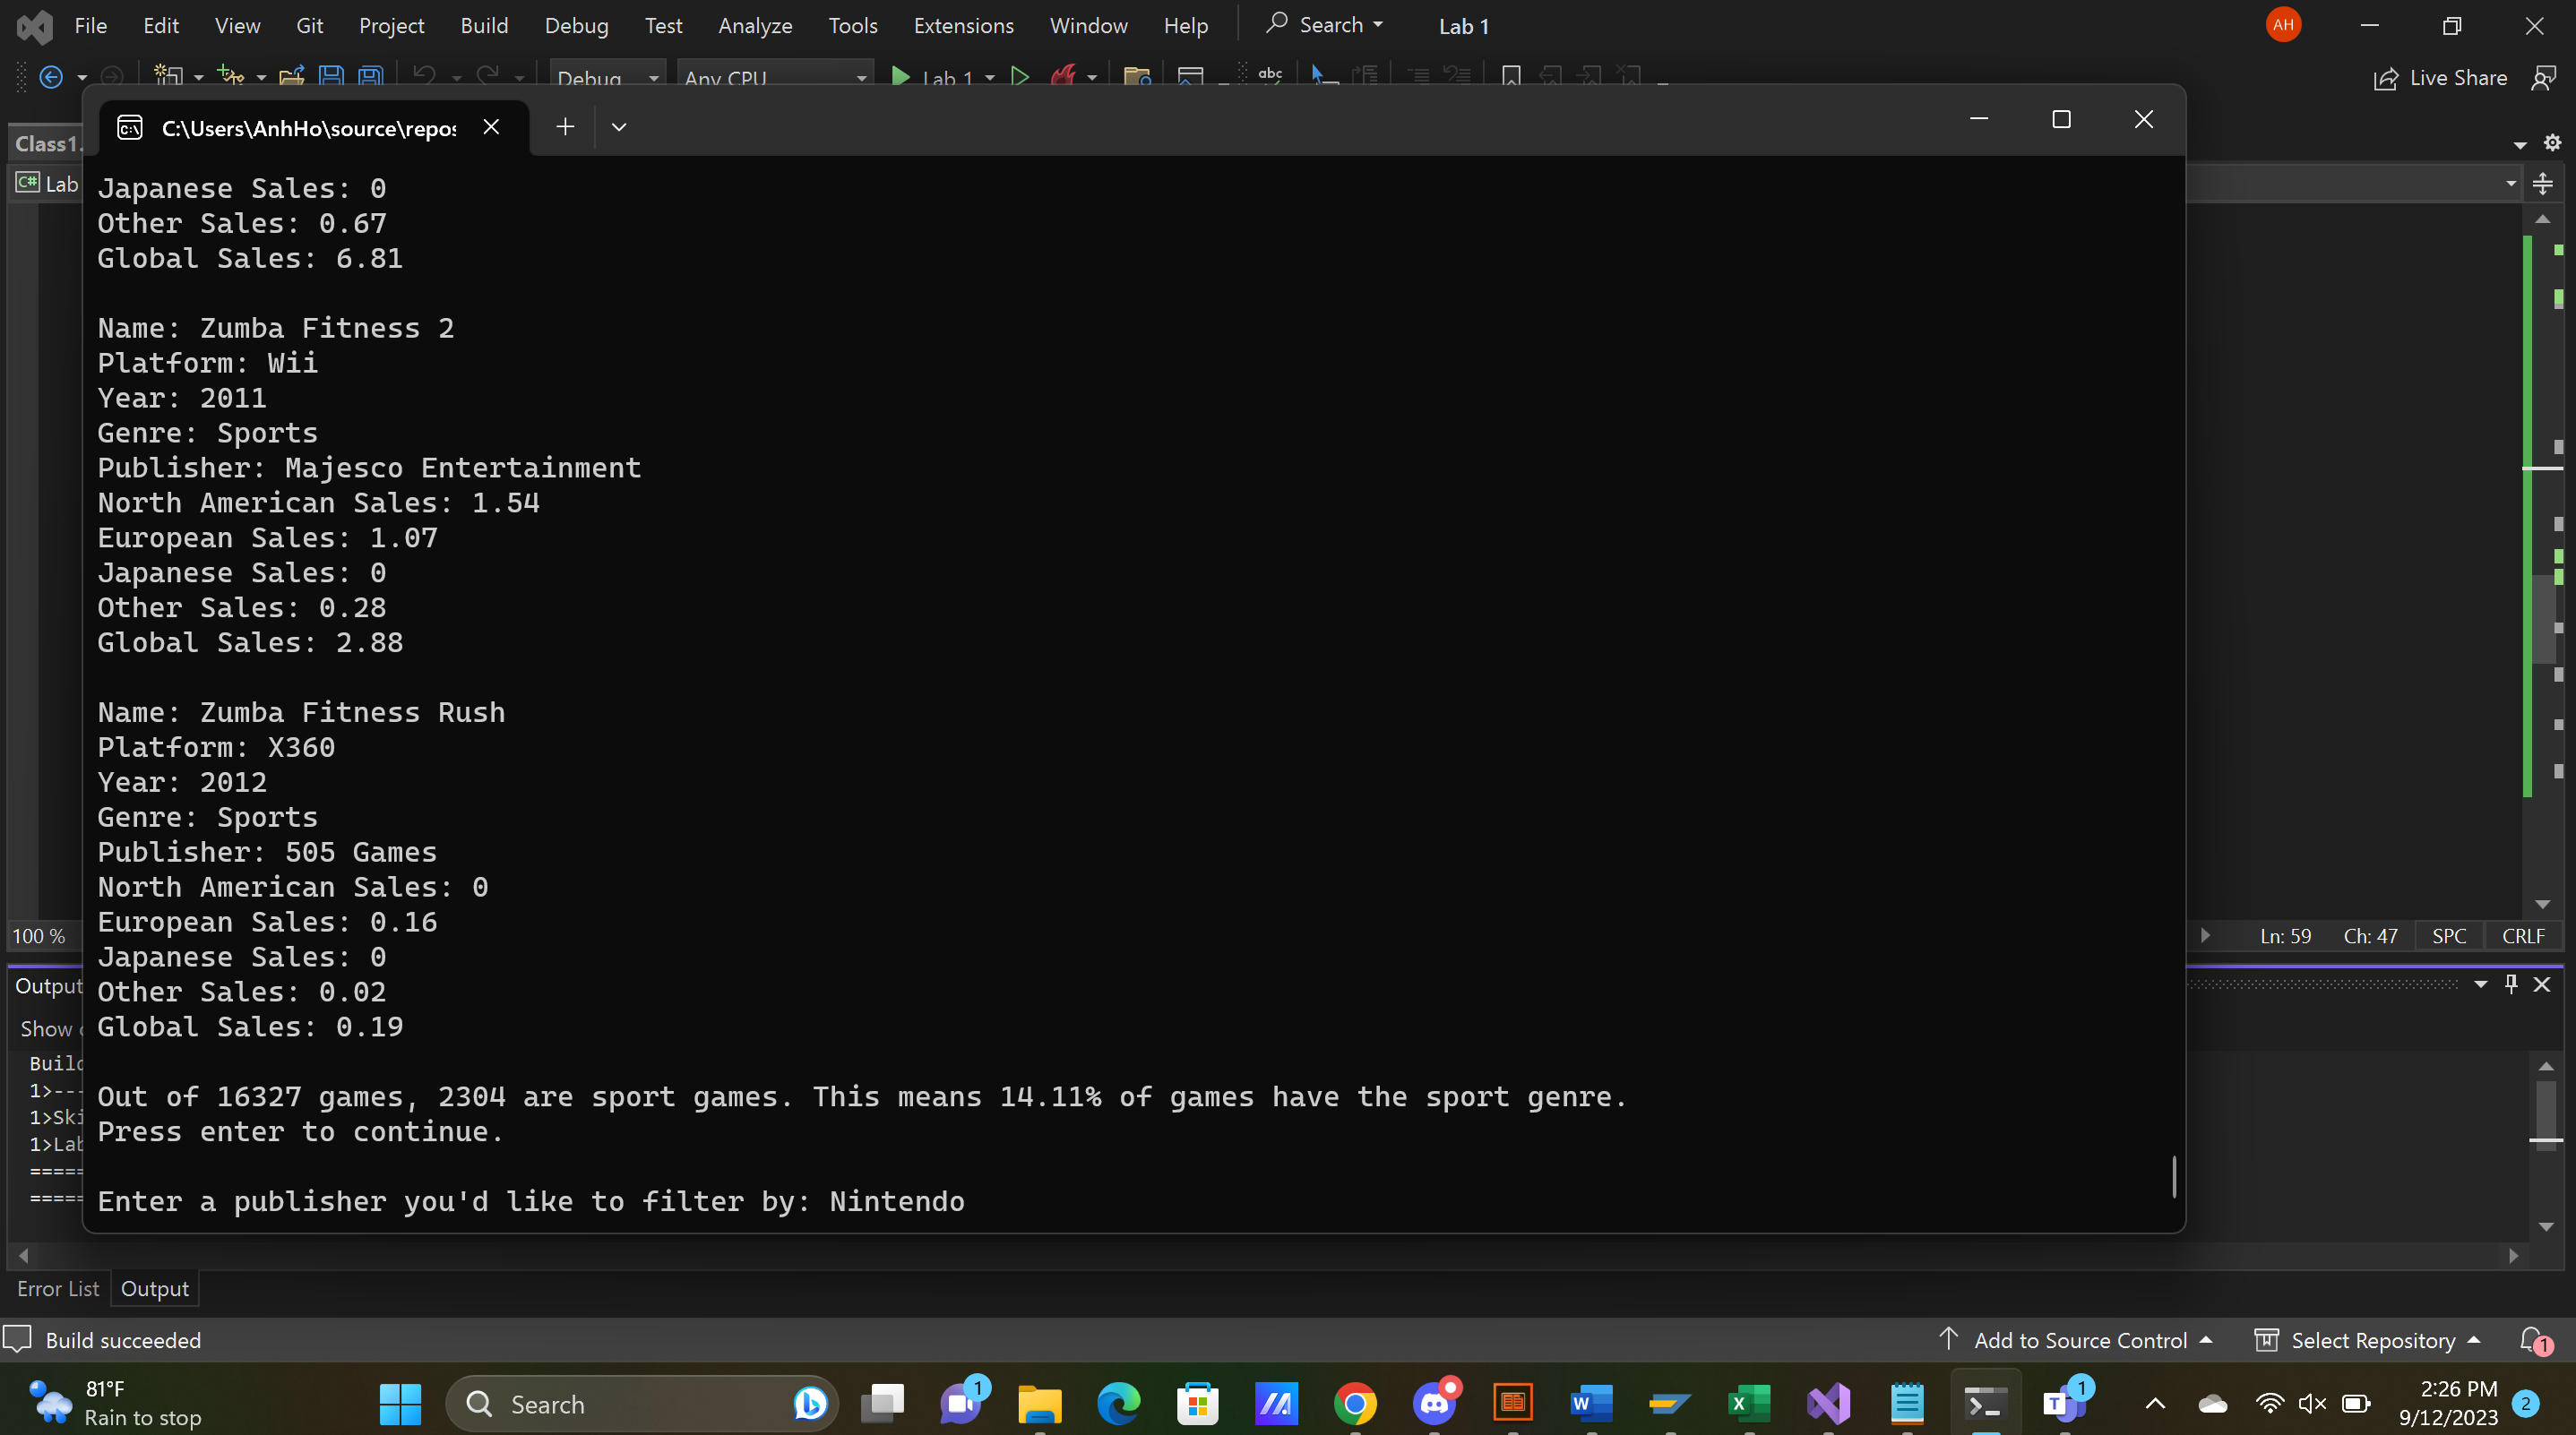 File Edit View Git Project Build Debug Test Analyze Tools Extensions Window Help Search Lab 1 AH
Debug Any CPU Lab 1 abc Live Share
C:\Users\AnhHo\source\repos
Class1.
C# Lab
Japanese Sales: 0
Other Sales: 0.67
Global Sales: 6.81
Name: Zumba Fitness 2
Platform: Wii
Year: 2011
Genre: Sports
Publisher: Majesco Entertainment
North American Sales: 1.54
European Sales: 1.07
Japanese Sales: 0
Other Sales: 0.28
Global Sales: 2.88
Name: Zumba Fitness Rush
Platform: X360
Year: 2012
Genre: Sports
Publisher: 505 Games
North American Sales: 0
European Sales: 0.16
Japanese Sales: 0
Other Sales: 0.02
Global Sales: 0.19
Out of 16327 games, 2304 are sport games. This means 14.11% of games have the sport genre.
Press enter to continue.
Enter a publisher you'd like to filter by: Nintendo
100 % Ln: 59 Ch: 47 SPC CRLF
Output
Show
Build
1>---
1>Ski
1>Lab
=====
=====
Error List Output
Build succeeded Add to Source Control Select Repository 1
81°F
Rain to stop
Search
1
W
X
T 1
2:26 PM
9/12/2023
2